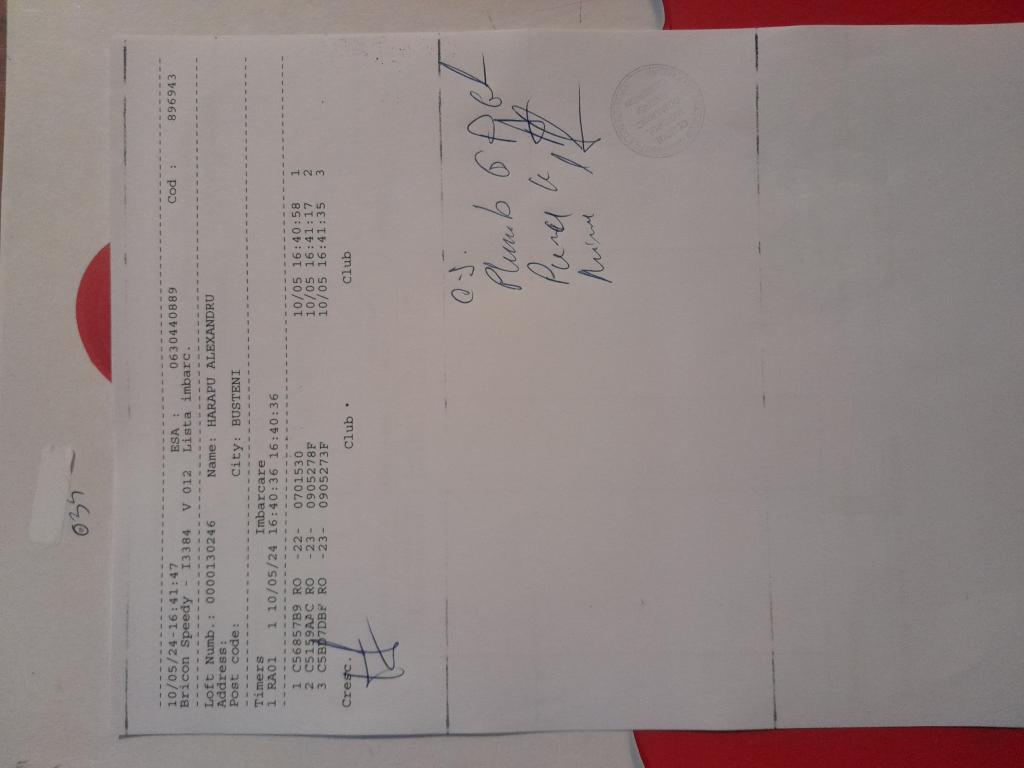 10/05/24-16:41:47 ESA : 0630440889 Cod : 896943
Bricon Speedy - I3384 V 012 Lista imbarc.
Loft Numb.: 0000130246 Name: HARAPU ALEXANDRU
Address:
Post code: City: BUSTENI
Timers Imbarcare
1 RA01 1 10/05/24 16:40:36 16:40:36
1 C56857B9 RO -22- 0701530 10/05 16:40:58 1
2 C5159AAC RO -23- 0905278F 10/05 16:41:17 2
3 C5BD7DBF RO -23- 0905273F 10/05 16:41:35 3
Cresc. Club . Club
Plumb 6
034